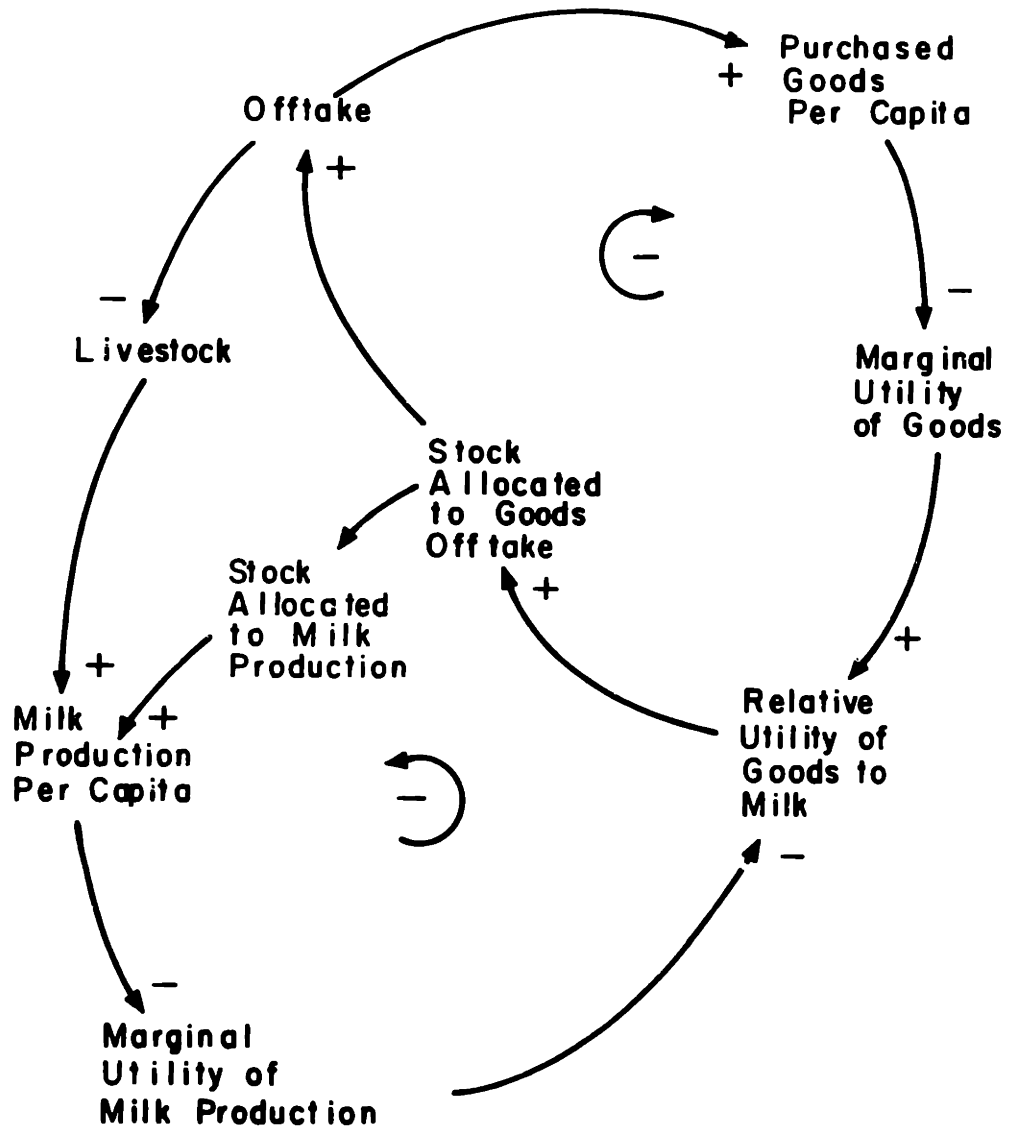 Purchased
Goods
Per Capita
+
Offtake
+
-
-
-
Livestock
Marginal
Utility
of Goods
Stock
Allocated
to Goods
Offtake
+
Stock
Allocated
to Milk
Production
+
+
Relative
Utility of
Goods to
Milk
-
Milk
Production
Per Capita
+
-
-
Marginal
Utility of
Milk Production